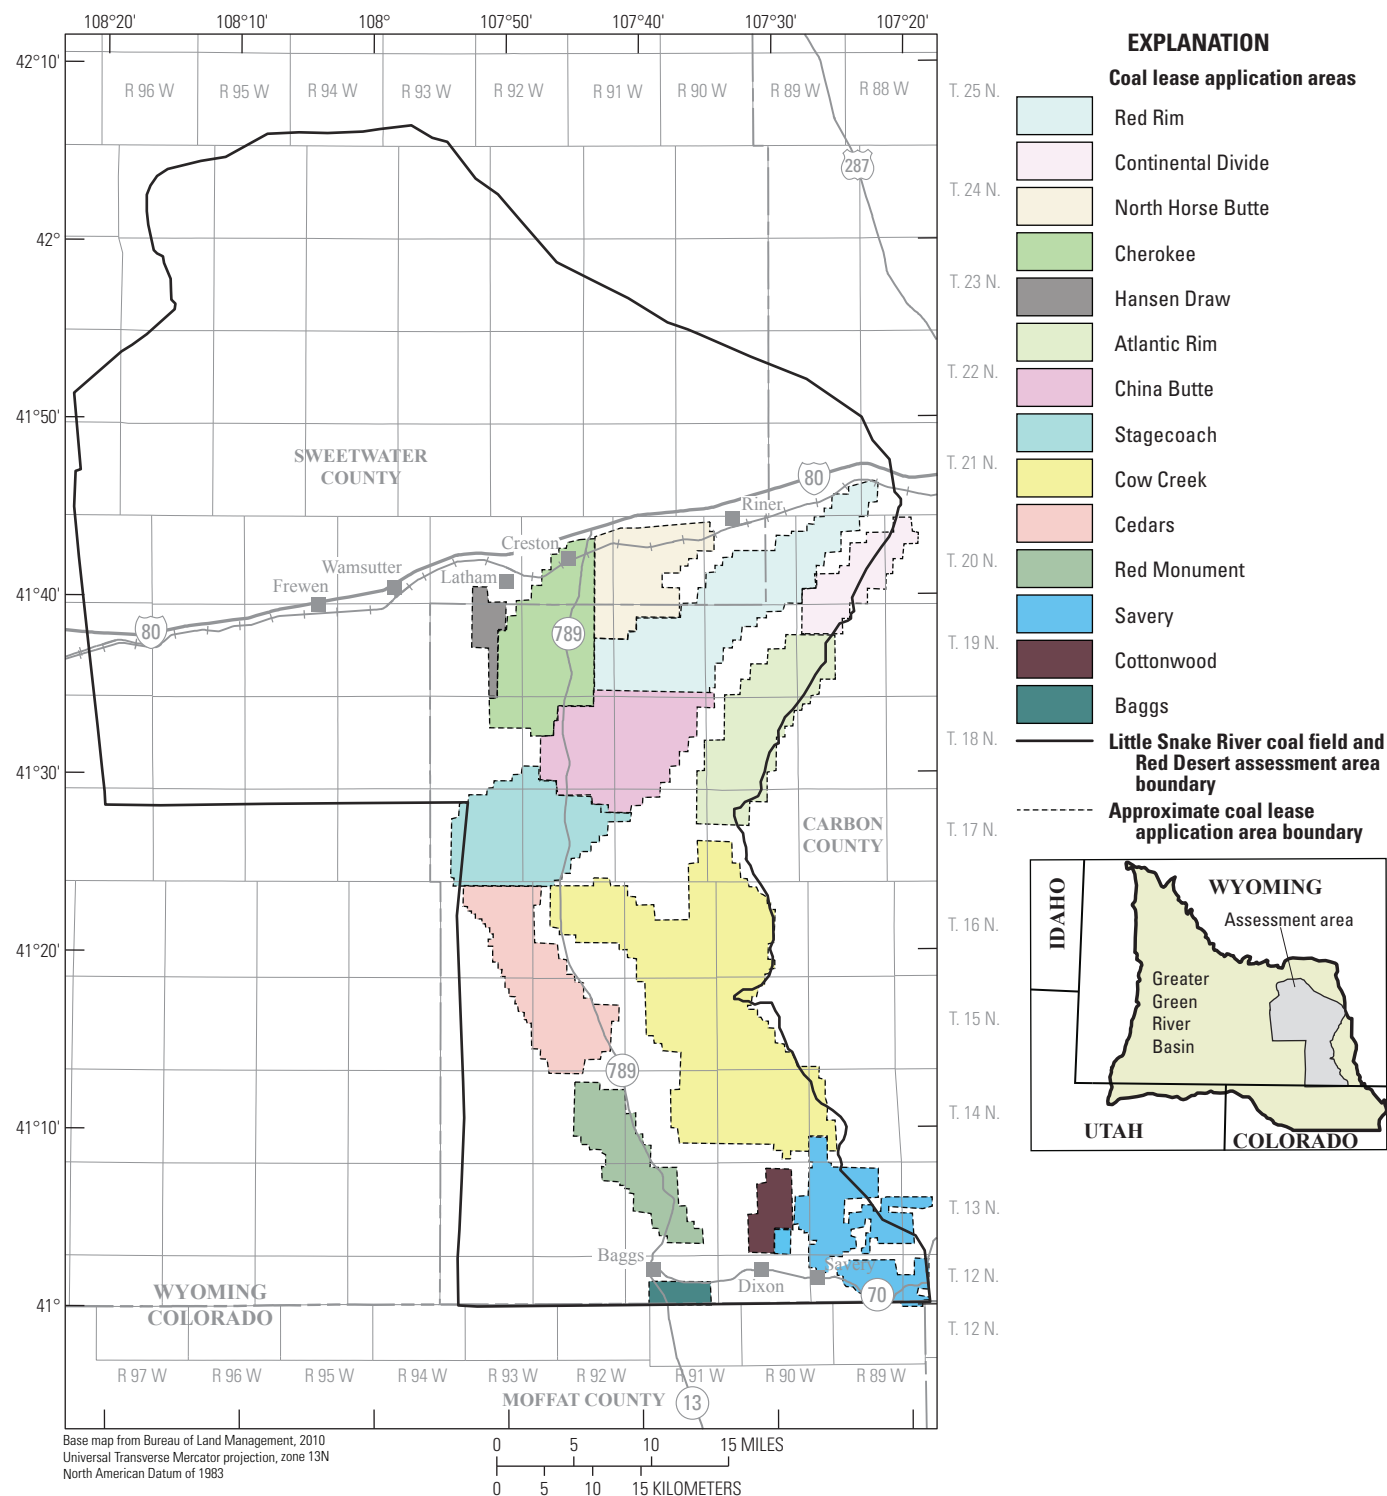 108°20'
108°10'
108°
107°50'
107°40'
107°30'
107°20'
42°10'
42°
41°50'
41°40'
41°30'
41°20'
41°10'
41°
R 96 W
R 95 W
R 94 W
R 93 W
R 92 W
R 91 W
R 90 W
R 89 W
R 88 W
T. 25 N.
T. 24 N.
T. 23 N.
T. 22 N.
T. 21 N.
T. 20 N.
T. 19 N.
T. 18 N.
T. 17 N.
T. 16 N.
T. 15 N.
T. 14 N.
T. 13 N.
T. 12 N.
T. 12 N.
287
SWEETWATER
COUNTY
80
Riner
Creston
Wamsutter
Latham
Frewen
80
789
CARBON
COUNTY
789
Baggs
Savery
Dixon
70
WYOMING
COLORADO
R 97 W
R 96 W
R 95 W
R 94 W
R 93 W
R 92 W
R 91 W
R 90 W
R 89 W
MOFFAT COUNTY
13
Base map from Bureau of Land Management, 2010
Universal Transverse Mercator projection, zone 13N
North American Datum of 1983
0 5 10 15 MILES
0 5 10 15 KILOMETERS
EXPLANATION
Coal lease application areas
Red Rim
Continental Divide
North Horse Butte
Cherokee
Hansen Draw
Atlantic Rim
China Butte
Stagecoach
Cow Creek
Cedars
Red Monument
Savery
Cottonwood
Baggs
Little Snake River coal field and
Red Desert assessment area
boundary
Approximate coal lease
application area boundary
IDAHO
WYOMING
Assessment area
Greater
Green
River
Basin
UTAH
COLORADO